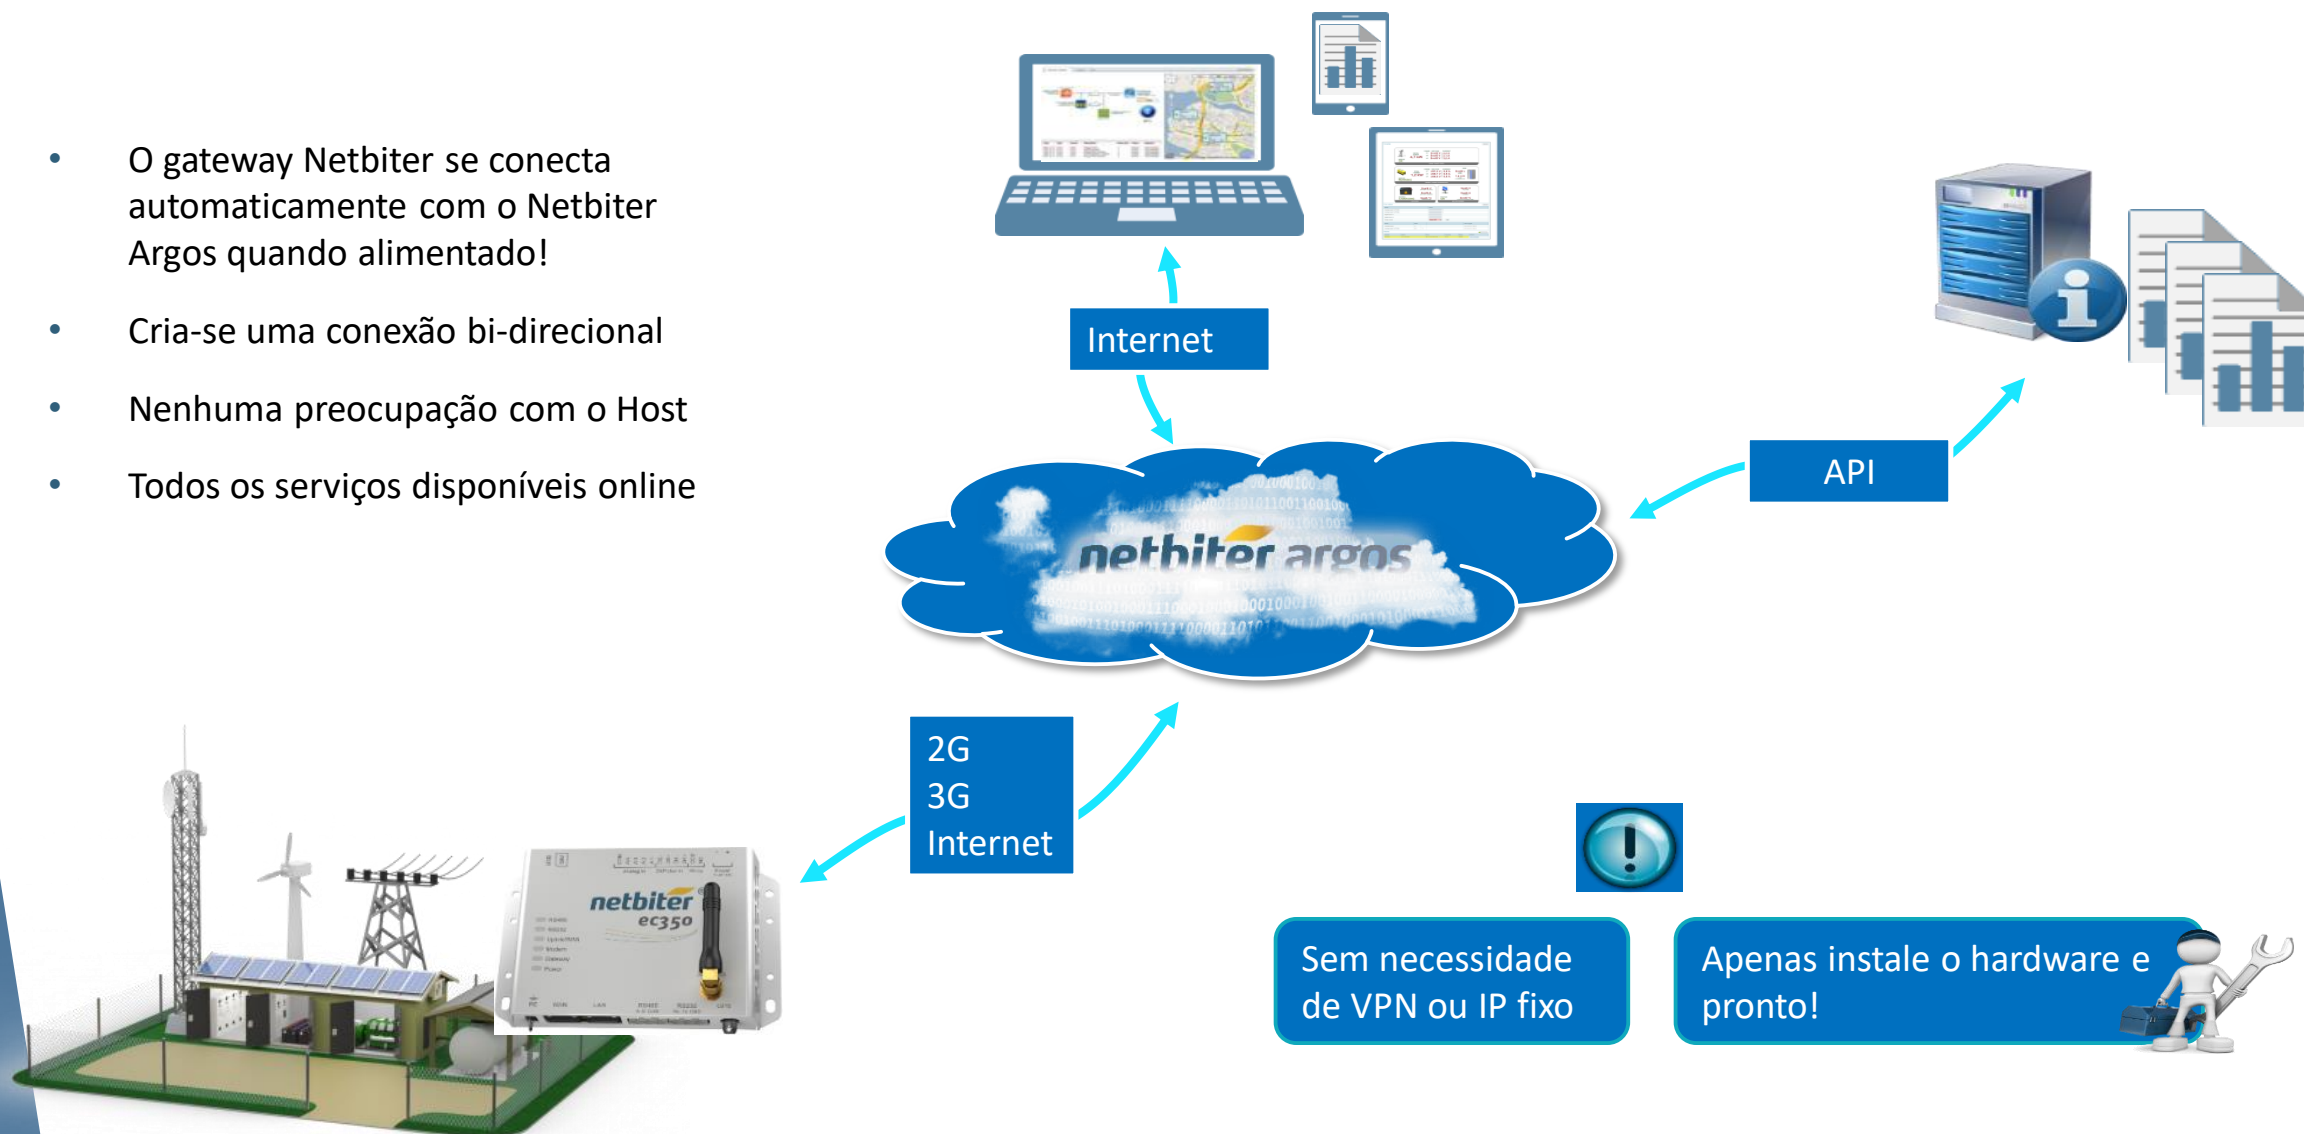 O gateway Netbiter se conecta
automaticamente com o Netbiter
Argos quando alimentado!
Cria-se uma conexão bi-direcional
Nenhuma preocupação com o Host
Todos os serviços disponíveis online
Internet
API
netbiter argos
2G
3G
Internet
netbiter
ec350
Sem necessidade
de VPN ou IP fixo
Apenas instale o hardware e
pronto!